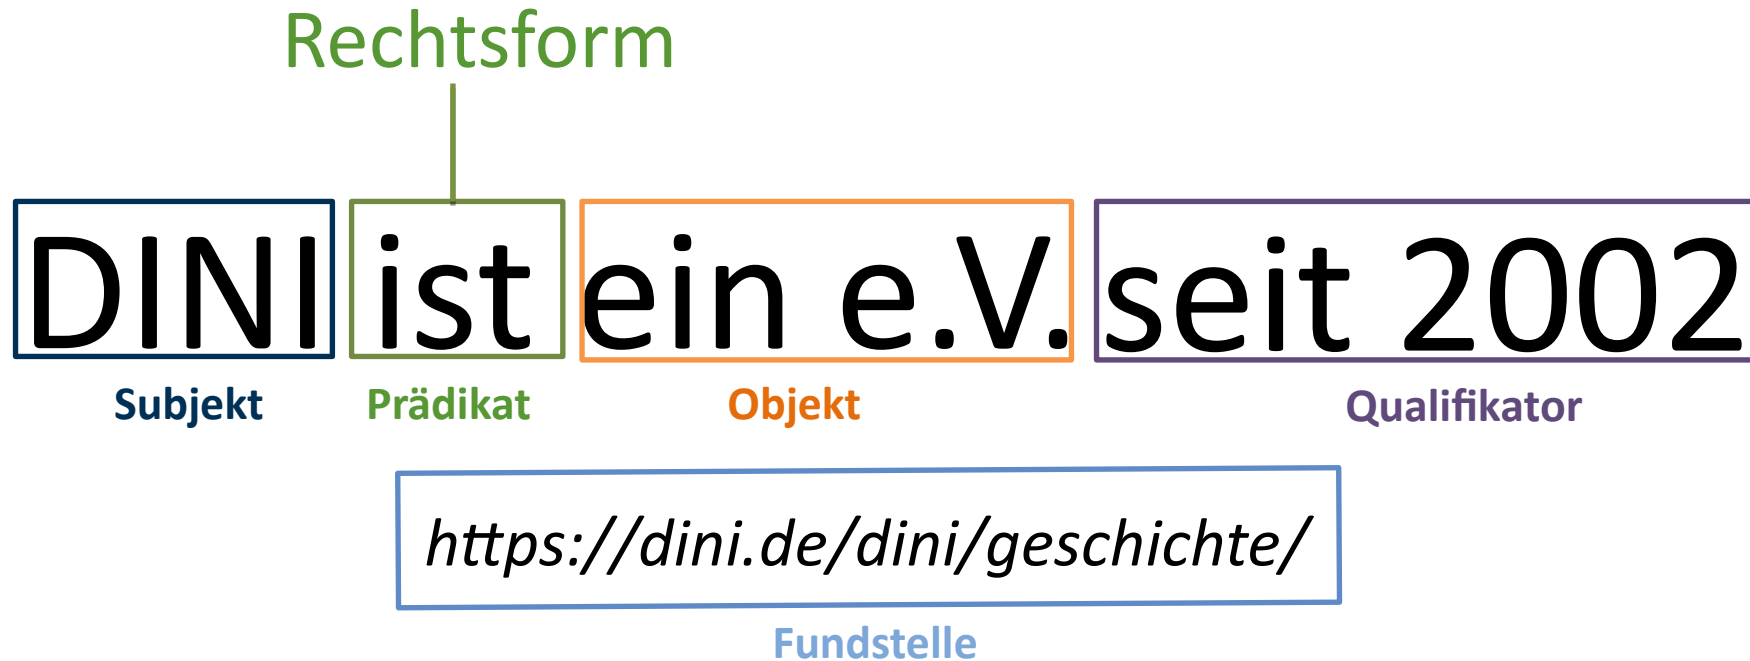 Rechtsform
DINI ist ein e.V. seit 2002
Subjekt Prädikat Objekt Qualifikator
https://dini.de/dini/geschichte/
Fundstelle